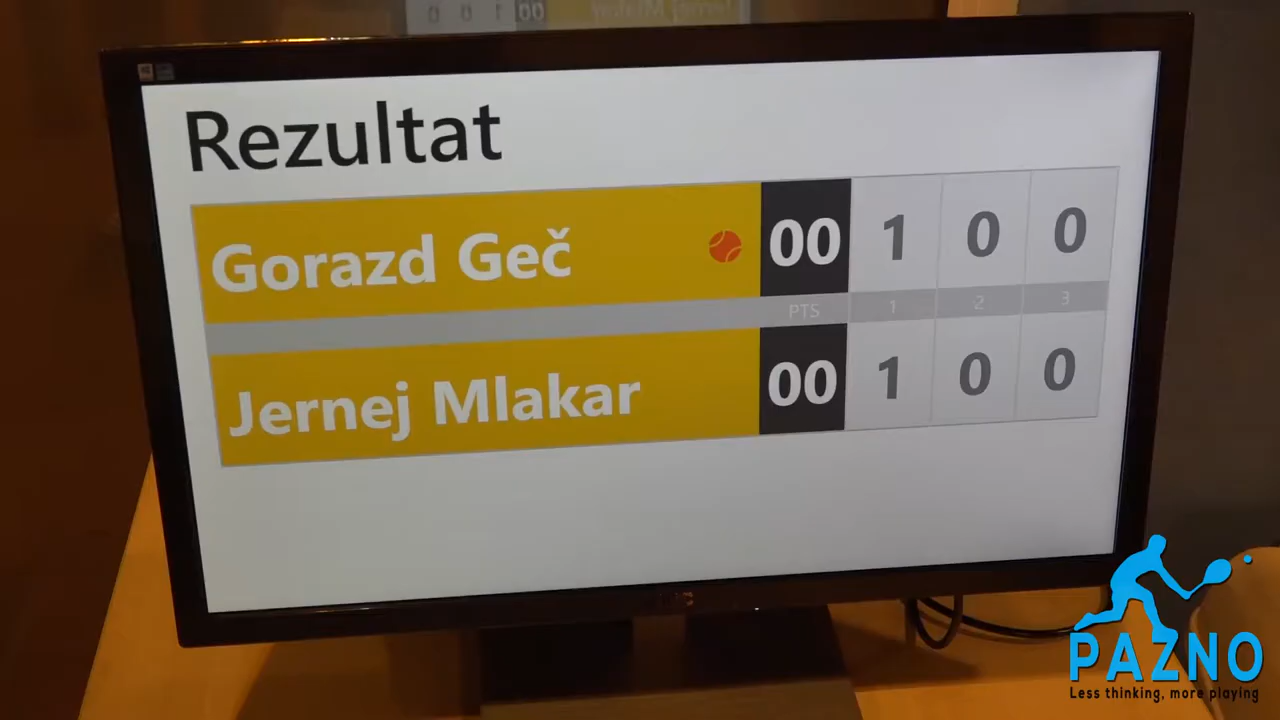 Rezultat
Gorazd Geč 00 1 0 0
PTS 1 2 3
Jernej Mlakar 00 1 0 0
PAZNO
Less thinking, more playing